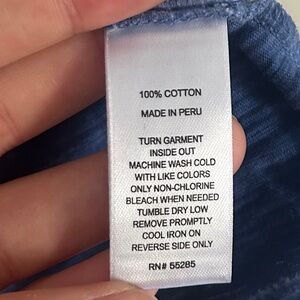 100% COTTON
MADE IN PERU
TURN GARMENT
INSIDE OUT
MACHINE WASH COLD
WITH LIKE COLORS
ONLY NON-CHLORINE
BLEACH WHEN NEEDED
TUMBLE DRY LOW
REMOVE PROMPTLY
COOL IRON ON
REVERSE SIDE ONLY
RN# 55285